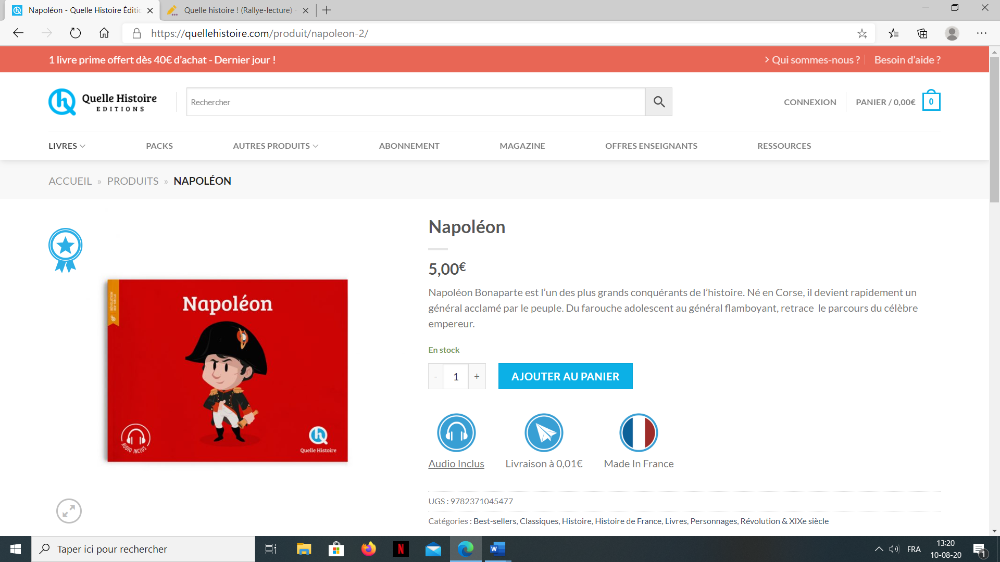 Napoléon - Quelle Histoire Éditic
Quelle histoire ! (Rallye-lecture) -
https://quellehistoire.com/produit/napoleon-2/
1 livre prime offert dès 40€ d’achat - Dernier jour !
> Qui sommes-nous ?
Besoin d’aide ?
Quelle Histoire
EDITIONS
Rechercher
CONNEXION
PANIER / 0,00€
0
LIVRES
PACKS
AUTRES PRODUITS
ABONNEMENT
MAGAZINE
OFFRES ENSEIGNANTS
RESSOURCES
ACCUEIL » PRODUITS » NAPOLÉON
RÉVOLUTION
XIXE SIÈCLE
Napoléon
AUDIO INCLUS
Quelle Histoire
Napoléon
5,00€
Napoléon Bonaparte est l’un des plus grands conquérants de l’histoire. Né en Corse, il devient rapidement un
général acclamé par le peuple. Du farouche adolescent au général flamboyant, retrace le parcours du célèbre
empereur.
En stock
- 1 +
AJOUTER AU PANIER
Audio Inclus
Livraison à 0,01€
Made In France
UGS : 9782371045477
Catégories : Best-sellers, Classiques, Histoire, Histoire de France, Livres, Personnages, Révolution & XIXe siècle
Taper ici pour rechercher
FRA
13:20
10-08-20
1